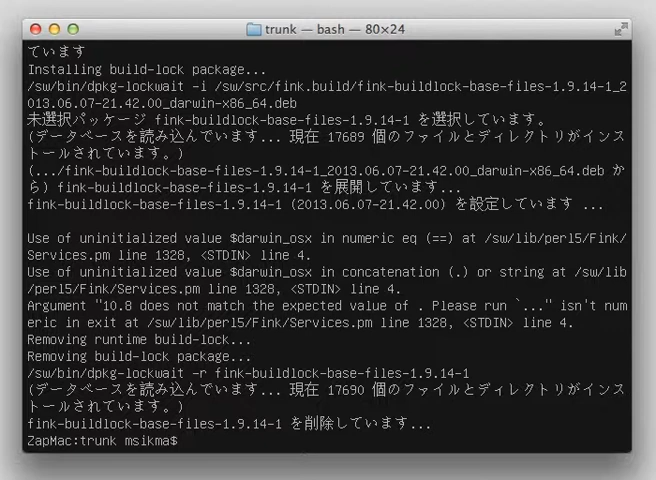 trunk — bash — 80×24
ています
Installing build-lock package...
/sw/bin/dpkg-lockwait -i /sw/src/fink.build/fink-buildlock-base-files-1.9.14-1_2
013.06.07-21.42.00_darwin-x86_64.deb
未選択パッケージ fink-buildlock-base-files-1.9.14-1 を選択しています。
(データベースを読み込んでいます... 現在 17689 個のファイルとディレクトリがインス
トールされています。)
(.../fink-buildlock-base-files-1.9.14-1_2013.06.07-21.42.00_darwin-x86_64.deb か
ら) fink-buildlock-base-files-1.9.14-1 を展開しています...
fink-buildlock-base-files-1.9.14-1 (2013.06.07-21.42.00) を設定しています ...
Use of uninitialized value $darwin_osx in numeric eq (==) at /sw/lib/perl5/Fink/
Services.pm line 1328, <STDIN> line 4.
Use of uninitialized value $darwin_osx in concatenation (.) or string at /sw/lib
/perl5/Fink/Services.pm line 1328, <STDIN> line 4.
Argument "10.8 does not match the expected value of . Please run `..." isn't num
eric in exit at /sw/lib/perl5/Fink/Services.pm line 1328, <STDIN> line 4.
Removing runtime build-lock...
Removing build-lock package...
/sw/bin/dpkg-lockwait -r fink-buildlock-base-files-1.9.14-1
(データベースを読み込んでいます... 現在 17690 個のファイルとディレクトリがインス
トールされています。)
fink-buildlock-base-files-1.9.14-1 を削除しています...
ZapMac:trunk msikma$